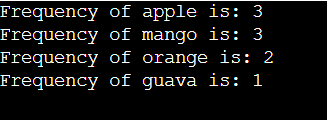 Frequency of apple is: 3
Frequency of mango is: 3
Frequency of orange is: 2
Frequency of guava is: 1